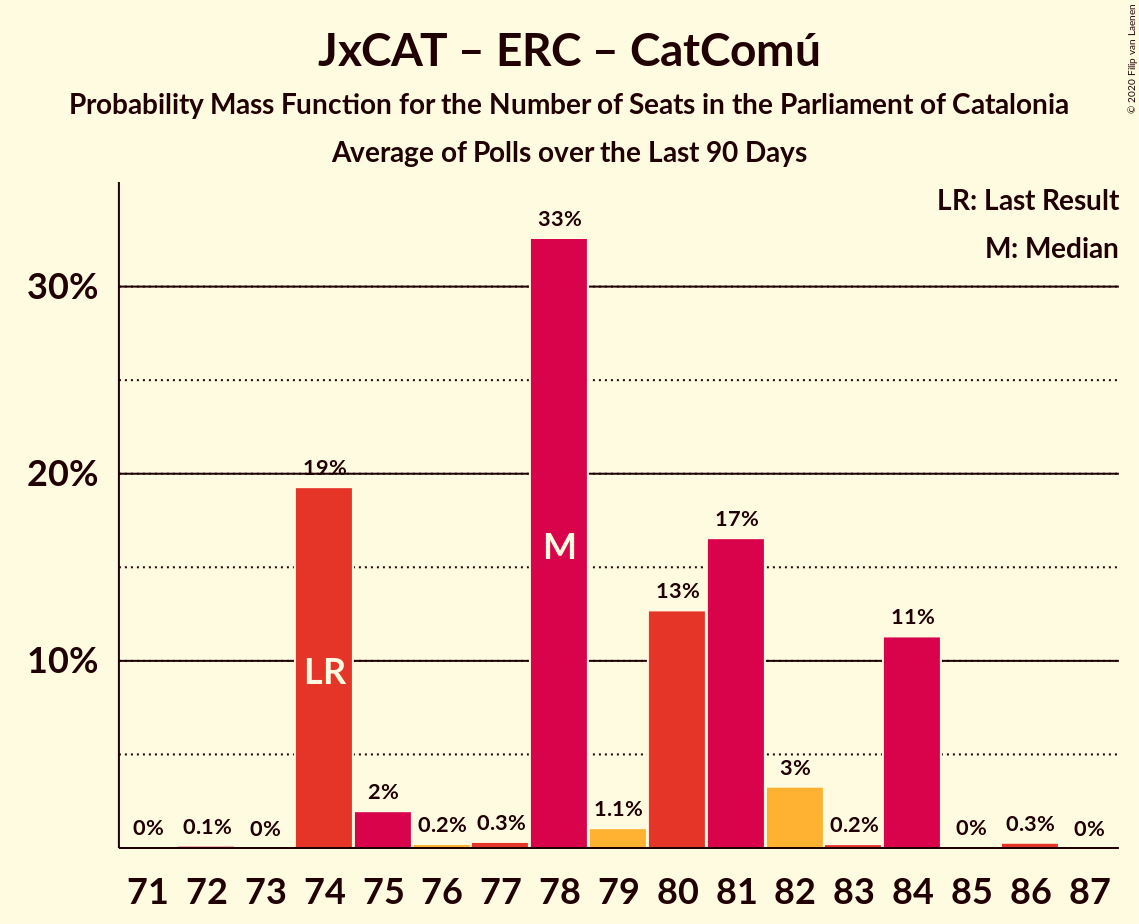 JxCAT – ERC – CatComú
Probability Mass Function for the Number of Seats in the Parliament of Catalonia
Average of Polls over the Last 90 Days
© 2020 Filip van Laenen
LR: Last Result
M: Median
30%
20%
10%
0%
0.1%
0%
19%
2%
0.2%
0.3%
33%
1.1%
13%
17%
3%
0.2%
11%
0%
0.3%
0%
LR
M
71 72 73 74 75 76 77 78 79 80 81 82 83 84 85 86 87